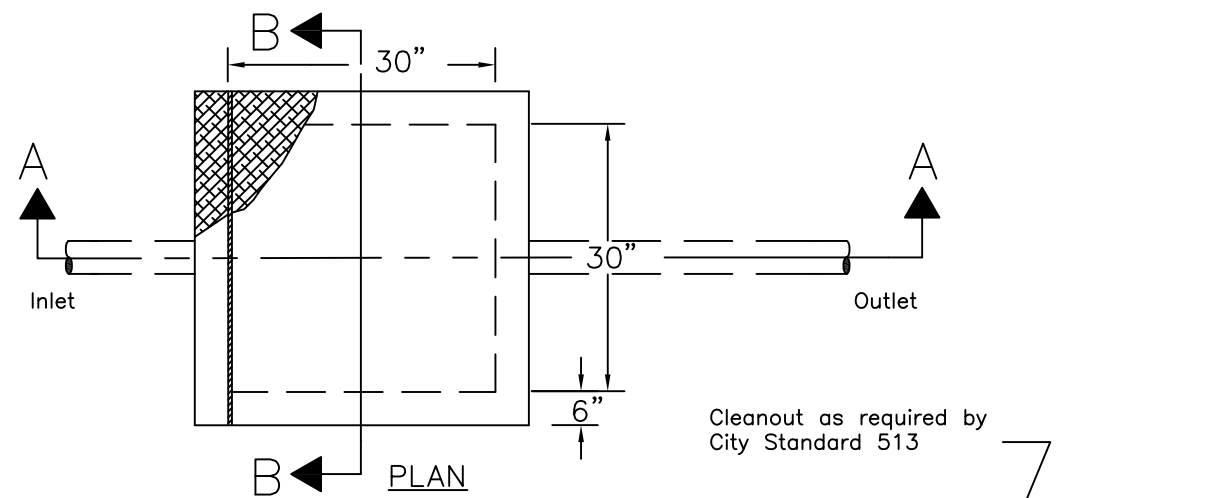 B
30”
A
A
30”
Inlet
Outlet
6”
Cleanout as required by
City Standard 513
B
PLAN